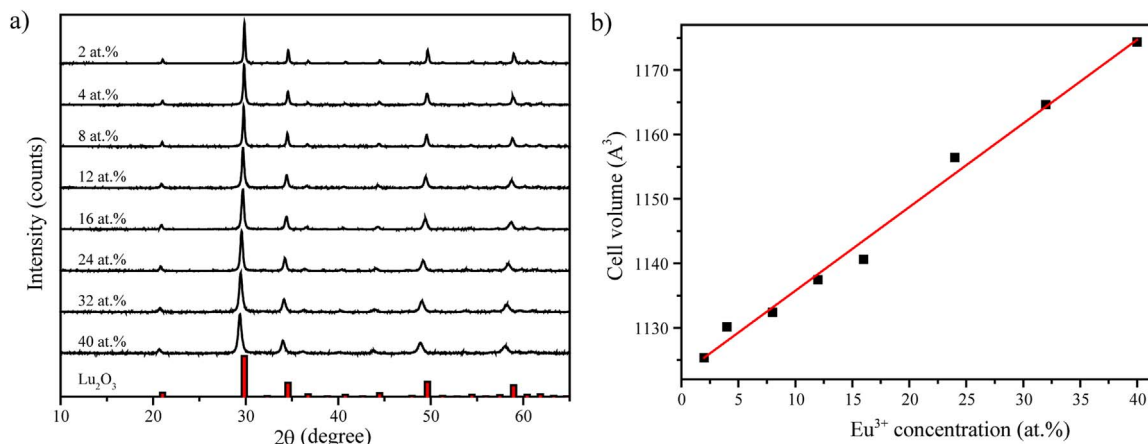 a)
Intensity (counts)
2 at.%
4 at.%
8 at.%
12 at.%
16 at.%
24 at.%
32 at.%
40 at.%
Lu₂O₃
10 20 30 40 50 60
2θ (degree)
b)
Cell volume (A³)
1170
1160
1150
1140
1130
0 5 10 15 20 25 30 35 40
Eu³⁺ concentration (at.%)